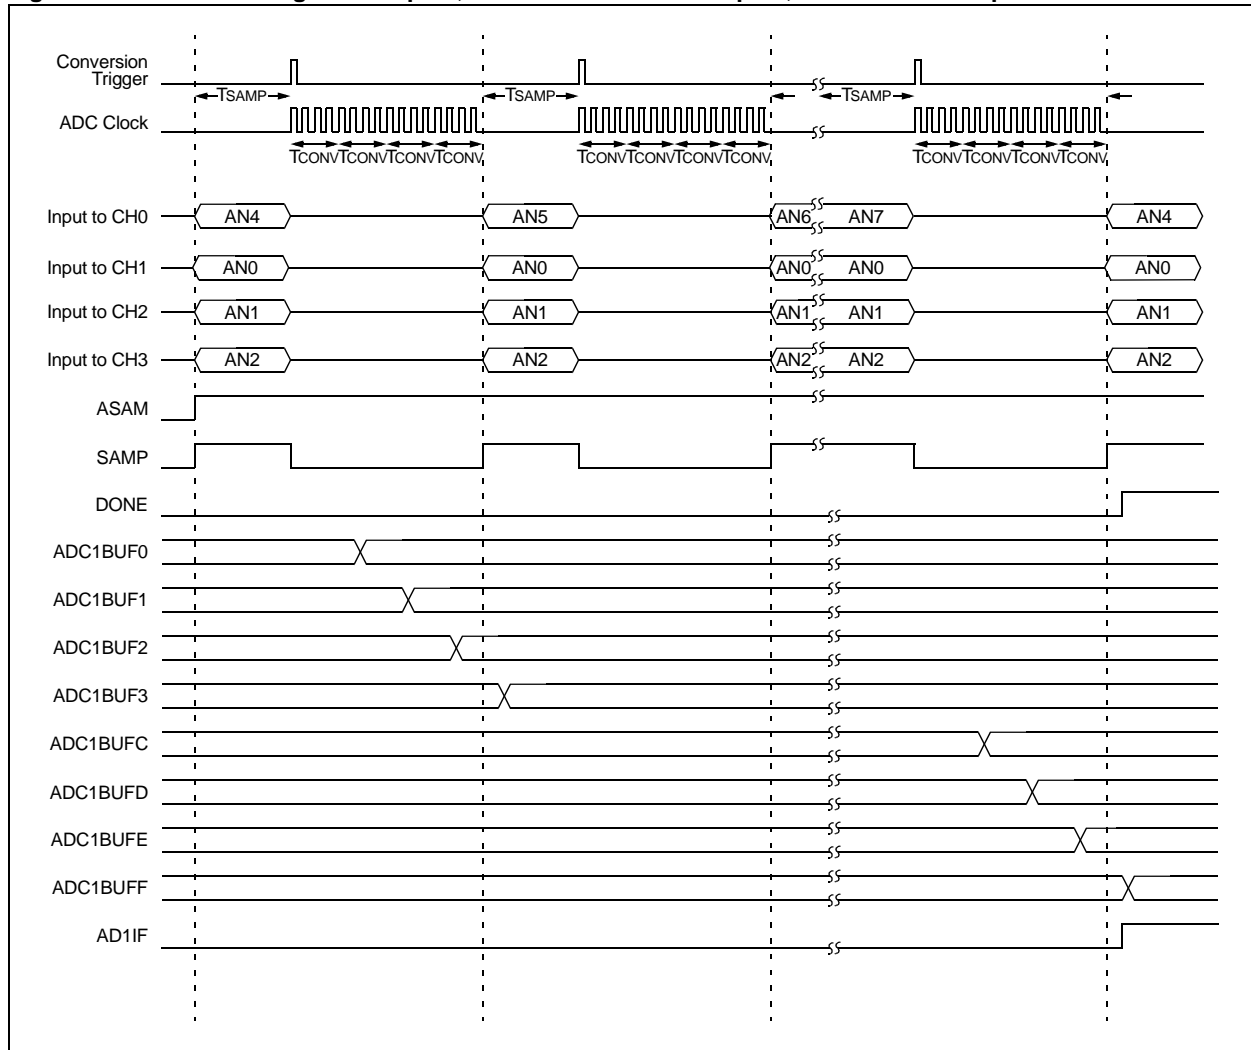 Conversion
Trigger
TSAMP TSAMP TSAMP
ADC Clock
TCONV TCONV TCONV TCONV TCONV TCONV TCONV TCONV TCONV TCONV TCONV TCONV
Input to CH0 AN4 AN5 AN6 AN7 AN4
Input to CH1 AN0 AN0 AN0 AN0 AN0
Input to CH2 AN1 AN1 AN1 AN1 AN1
Input to CH3 AN2 AN2 AN2 AN2 AN2
ASAM
SAMP
DONE
ADC1BUF0
ADC1BUF1
ADC1BUF2
ADC1BUF3
ADC1BUFC
ADC1BUFD
ADC1BUFE
ADC1BUFF
AD1IF